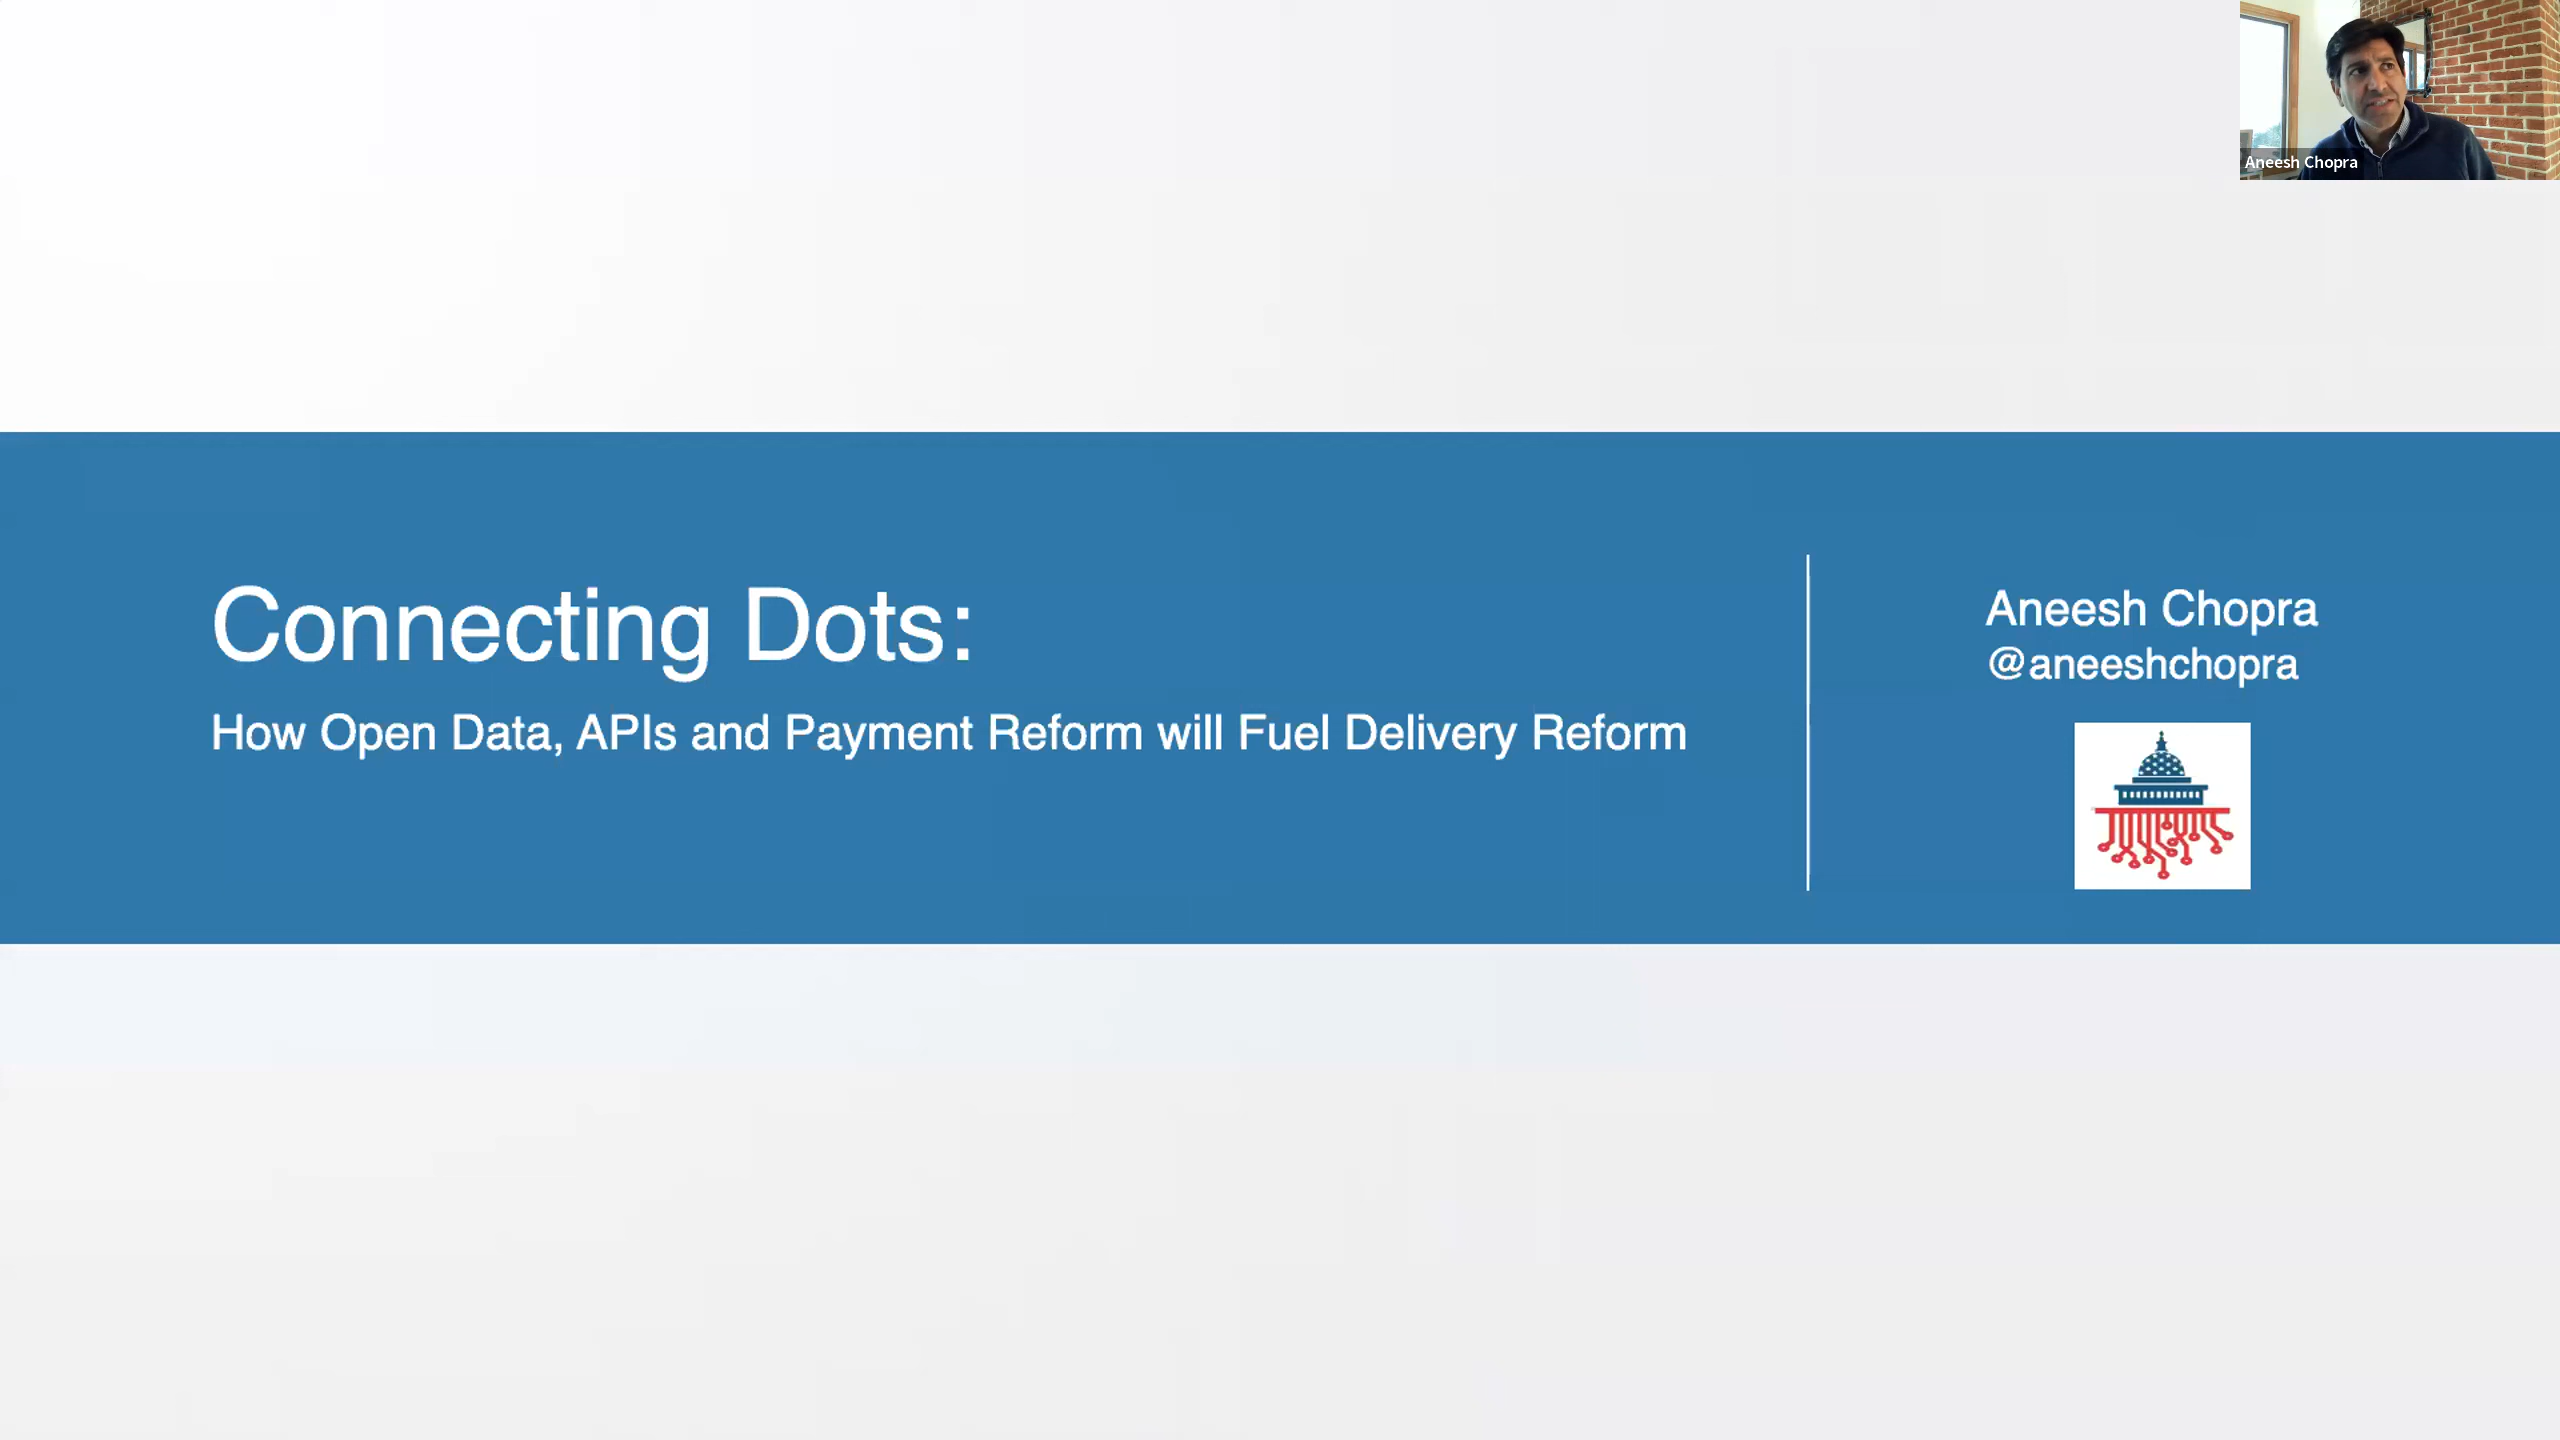 Aneesh Chopra
Connecting Dots:
How Open Data, APIs and Payment Reform will Fuel Delivery Reform
Aneesh Chopra
@aneeshchopra